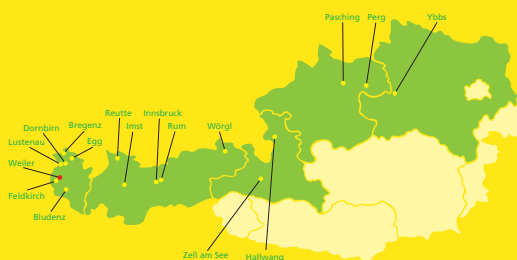 Pasching Perg Ybbs
Reutte Innsbruck
Dornbirn Bregenz Imst Rum Wörgl
Lustenau Egg
Weiler
Feldkirch
Bludenz
Zell am See Hallwang